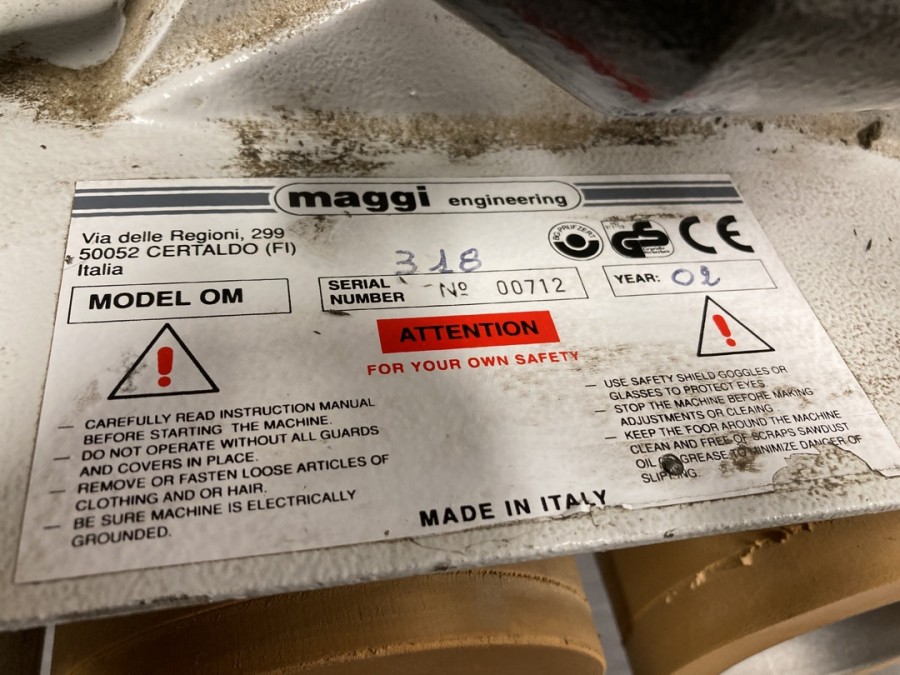 maggi engineering
Via delle Regioni, 299
50052 CERTALDO (FI)
Italia
BG-PRÜFZERT
GS
CE
MODEL OM
318
SERIAL NUMBER Nº 00712
YEAR: 02
ATTENTION
FOR YOUR OWN SAFETY
— CAREFULLY READ INSTRUCTION MANUAL
BEFORE STARTING THE MACHINE.
— DO NOT OPERATE WITHOUT ALL GUARDS
AND COVERS IN PLACE.
— REMOVE OR FASTEN LOOSE ARTICLES OF
CLOTHING AND OR HAIR.
— BE SURE MACHINE IS ELECTRICALLY
GROUNDED.
— USE SAFETY SHIELD GOGGLES OR
GLASSES TO PROTECT EYES
— STOP THE MACHINE BEFORE MAKING
ADJUSTMENTS OR CLEAING
— KEEP THE FOOR AROUND THE MACHINE
CLEAN AND FREE OF SCRAPS SAWDUST
OIL OR GREASE TO MINIMIZE DANGER OF
SLIPPING.
MADE IN ITALY